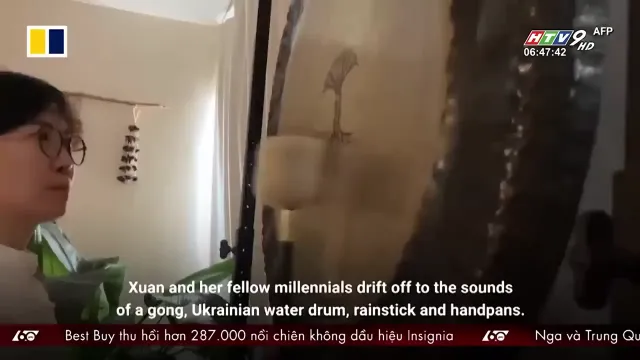 HTV9 HD
AFP
06:47:42
Xuan and her fellow millennials drift off to the sounds
of a gong, Ukrainian water drum, rainstick and handpans.
60 Best Buy thu hồi hơn 287.000 nồi chiên không dầu hiệu Insignia 60 Nga và Trung Qu